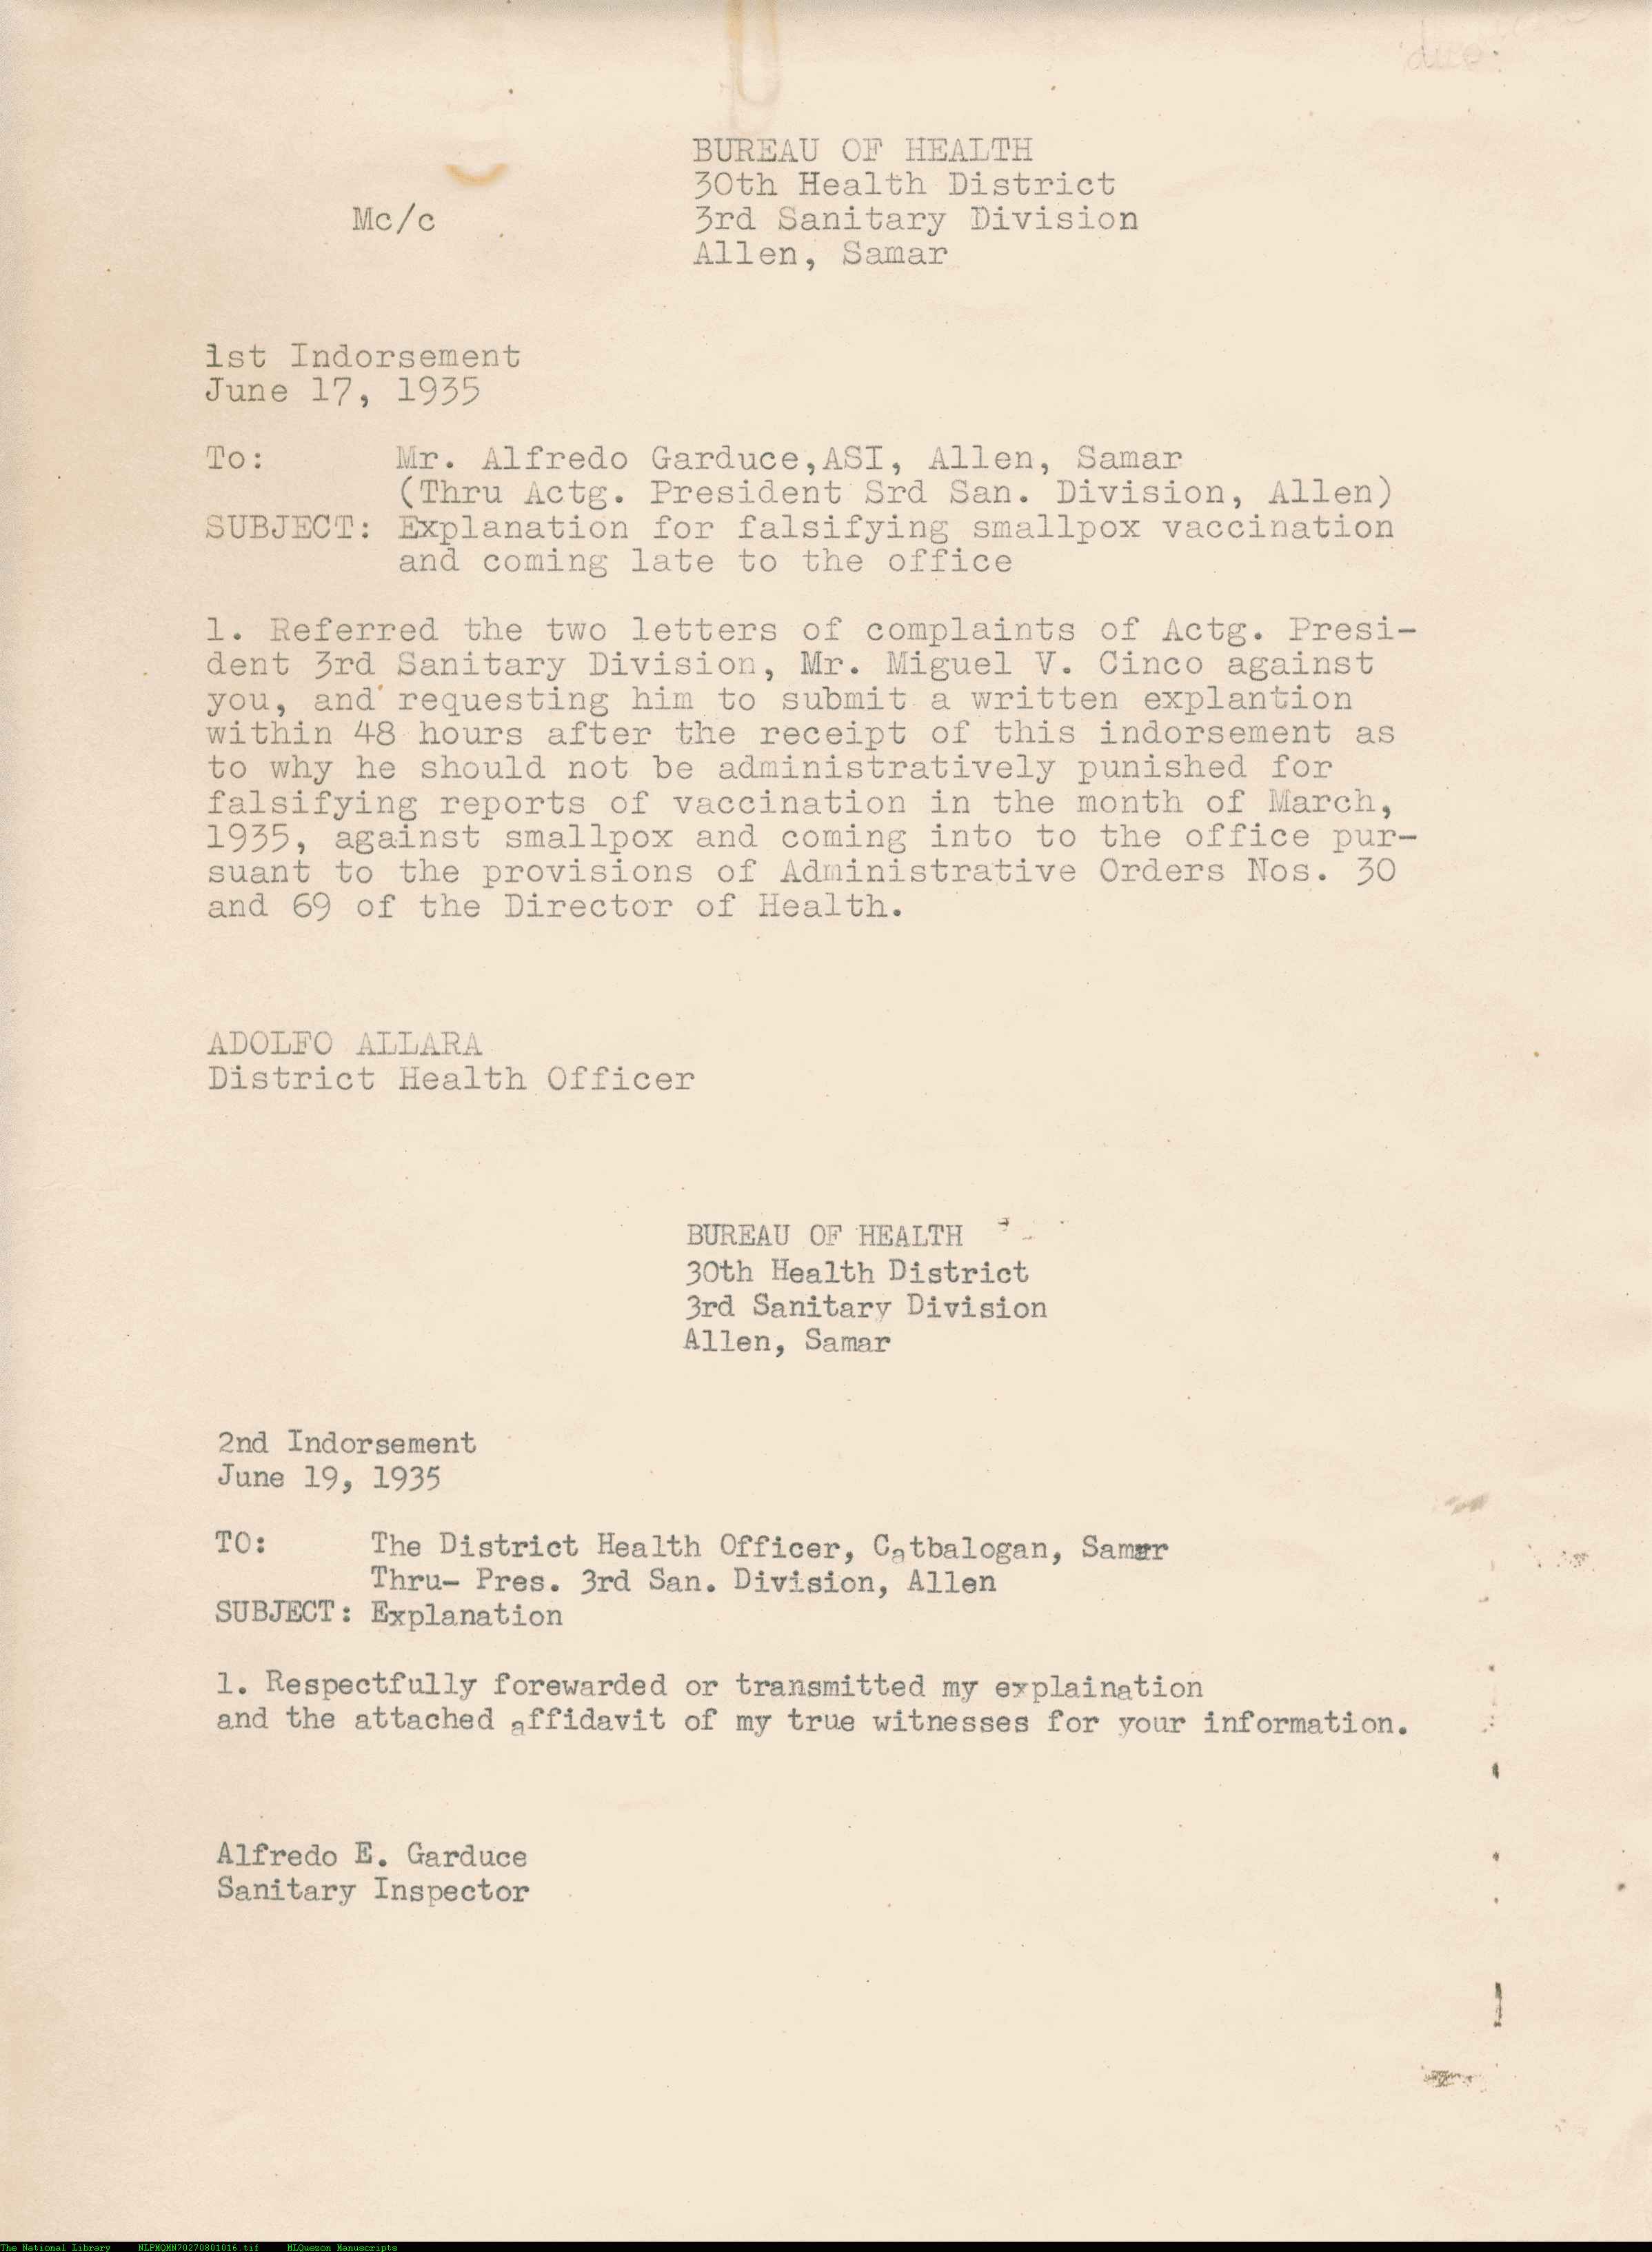 BUREAU OF HEALTH
30th Health District
Mc/c 3rd Sanitary Division
Allen, Samar
1st Indorsement
June 17, 1935
To: Mr. Alfredo Garduce,ASI, Allen, Samar
(Thru Actg. President Srd San. Division, Allen)
SUBJECT: Explanation for falsifying smallpox vaccination
and coming late to the office
1. Referred the two letters of complaints of Actg. Presi-
dent 3rd Sanitary Division, Mr. Miguel V. Cinco against
you, and requesting him to submit a written explantion
within 48 hours after the receipt of this indorsement as
to why he should not be administratively punished for
falsifying reports of vaccination in the month of March,
1935, against smallpox and coming into to the office pur-
suant to the provisions of Administrative Orders Nos. 30
and 69 of the Director of Health.
ADOLFO ALLARA
District Health Officer
BUREAU OF HEALTH
30th Health District
3rd Sanitary Division
Allen, Samar
2nd Indorsement
June 19, 1935
TO: The District Health Officer, Catbalogan, Samar
Thru- Pres. 3rd San. Division, Allen
SUBJECT: Explanation
1. Respectfully forewarded or transmitted my explaination
and the attached affidavit of my true witnesses for your information.
Alfredo E. Garduce
Sanitary Inspector
The National Library NLPMQMN70270801016.tif MLQuezon Manuscripts